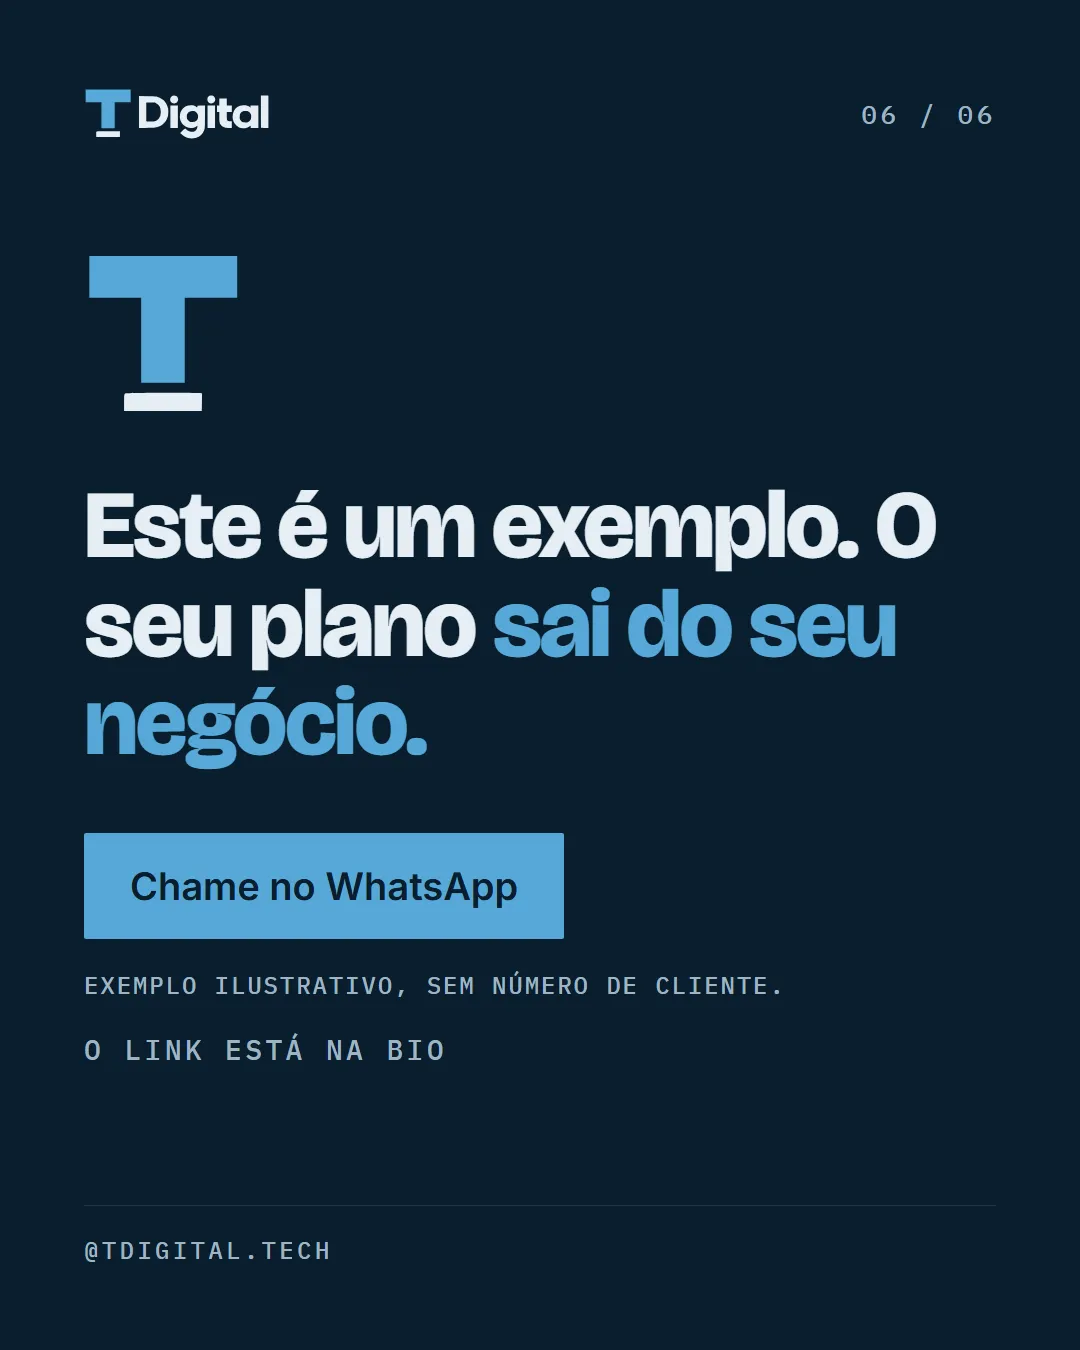 T Digital
06 / 06
T
Este é um exemplo. O
seu plano sai do seu
negócio.
Chame no WhatsApp
EXEMPLO ILUSTRATIVO, SEM NÚMERO DE CLIENTE.
O LINK ESTÁ NA BIO
@TDIGITAL.TECH